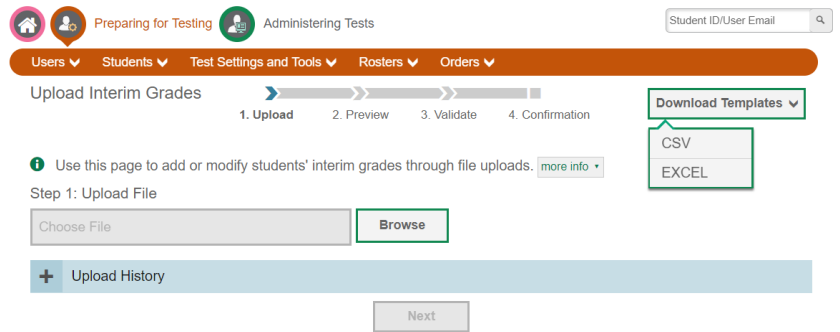 Preparing for Testing
Administering Tests
Student ID/User Email
Users
Students
Test Settings and Tools
Rosters
Orders
Upload Interim Grades
1. Upload
2. Preview
3. Validate
4. Confirmation
Download Templates
CSV
EXCEL
Use this page to add or modify students' interim grades through file uploads. more info
Step 1: Upload File
Choose File
Browse
Upload History
Next